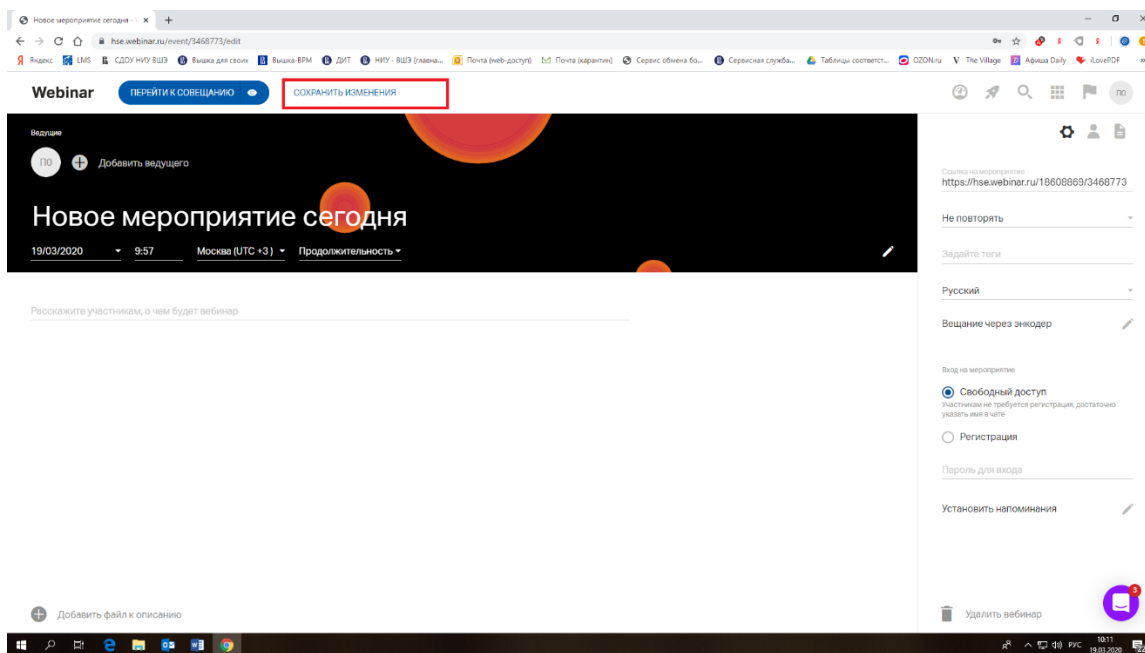 Новое мероприятие сегодня -
hse.webinar.ru/event/3468773/edit
Яндекс LMS СДОУ НИУ ВШЭ Вышка для своих Вышка-BPM ДИТ НИУ - ВШЭ (главна... Почта (web-доступ) Почта (карантин) Сервис обмена бо... Сервисная служба... Таблицы соответст... OZON.ru The Village Афиша Daily iLovePDF
Webinar ПЕРЕЙТИ К СОВЕЩАНИЮ СОХРАНИТЬ ИЗМЕНЕНИЯ ПО
Ведущие
ПО Добавить ведущего
Новое мероприятие сегодня
19/03/2020 9:57 Москва (UTC +3 ) Продолжительность
Расскажите участникам, о чем будет вебинар
Добавить файл к описанию
Ссылка на мероприятие
https://hse.webinar.ru/18608869/3468773
Не повторять
Задайте теги
Русский
Вещание через энкодер
Вход на мероприятие
Свободный доступ
Участникам не требуется регистрация, достаточно
указать имя в чате
Регистрация
Пароль для входа
Установить напоминания
Удалить вебинар
3
РУС 10:11
19.03.2020